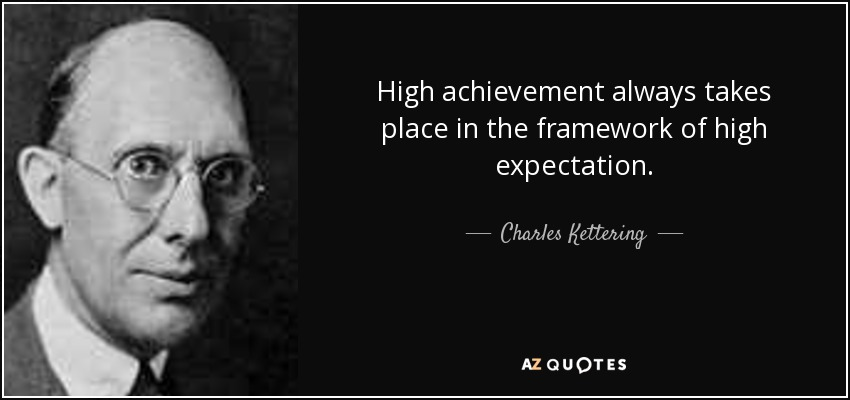 High achievement always takes
place in the framework of high
expectation.
Charles Kettering
AZ QUOTES